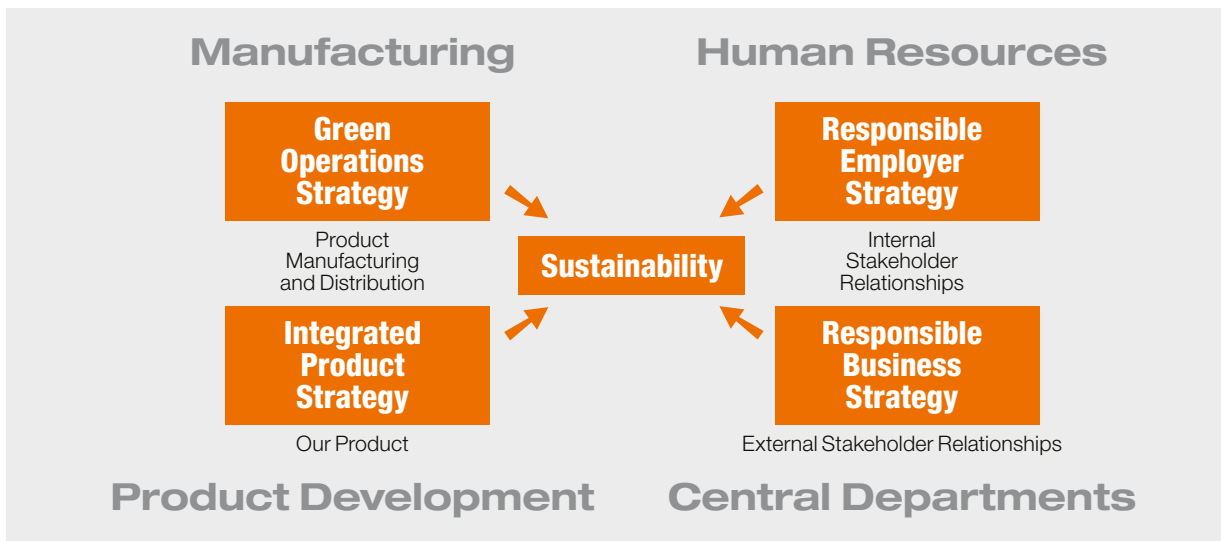 Manufacturing
Human Resources
Green
Operations
Strategy
Product
Manufacturing
and Distribution
Responsible
Employer
Strategy
Internal
Stakeholder
Relationships
Sustainability
Integrated
Product
Strategy
Our Product
Responsible
Business
Strategy
External Stakeholder Relationships
Product Development
Central Departments